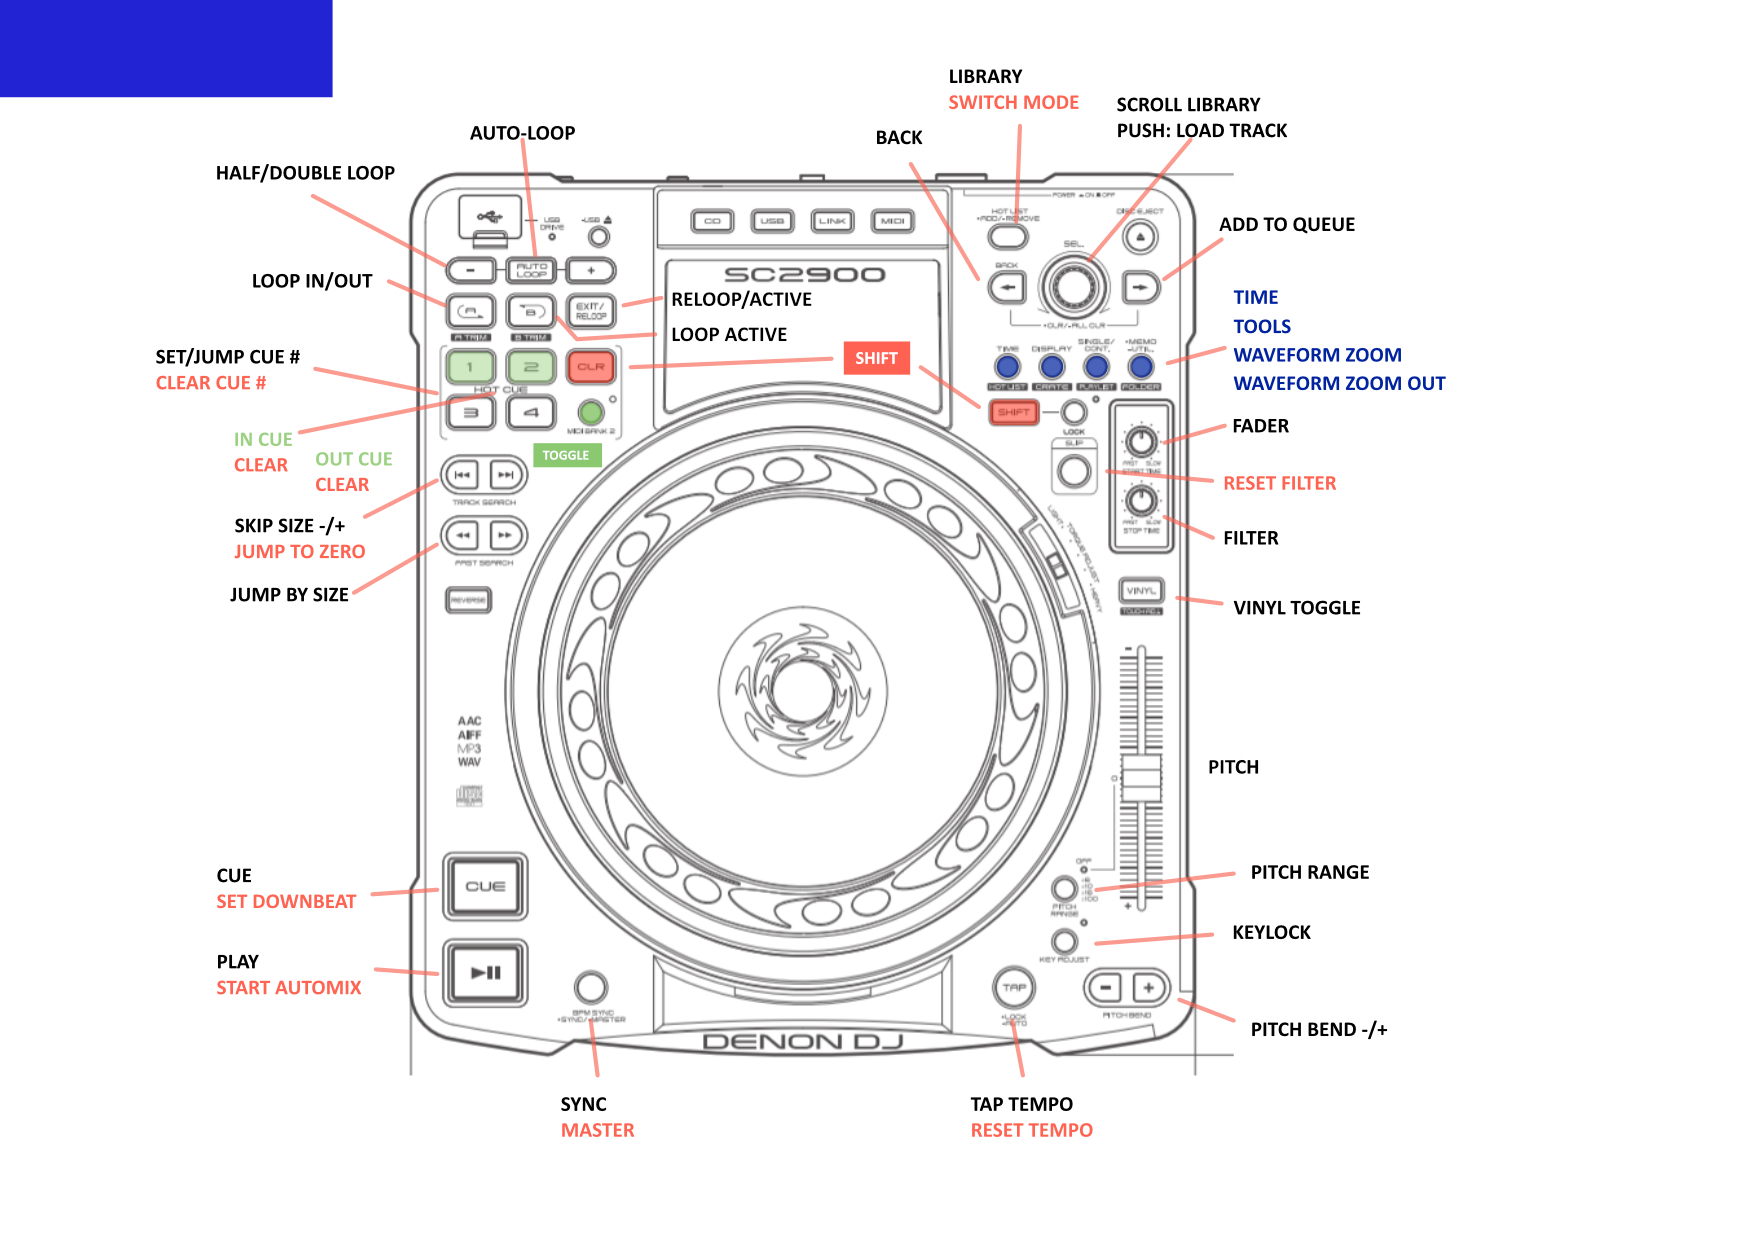 LIBRARY
SWITCH MODE
SCROLL LIBRARY
PUSH: LOAD TRACK
AUTO-LOOP
BACK
HALF/DOUBLE LOOP
POWER ON OFF
HOT LIST
+ADD/-REMOVE
DISC EJECT
USB
DRIVE
-USB
CD
USB
LINK
MIDI
ADD TO QUEUE
SEL.
BACK
-
AUTO
LOOP
+
SC2900
LOOP IN/OUT
A
B
EXIT/
RELOOP
RELOOP/ACTIVE
LOOP ACTIVE
A TRIM
B TRIM
+CLR/-ALL CLR
TIME
TOOLS
WAVEFORM ZOOM
WAVEFORM ZOOM OUT
TIME
DISPLAY
SINGLE/
CONT.
+MEMO
-UTIL.
HOT LIST
CRATE
PLAYLIST
FOLDER
SET/JUMP CUE #
CLEAR CUE #
1
2
CLR
SHIFT
HOT CUE
3
4
MIDI BANK 2
SHIFT
LOCK
FADER
IN CUE
CLEAR
OUT CUE
CLEAR
TOGGLE
SLIP
FAST
SLOW
START TIME
RESET FILTER
TRACK SEARCH
SKIP SIZE -/+
JUMP TO ZERO
FAST
SLOW
STOP TIME
FILTER
LIGHT
TORQUE ADJUST
HEAVY
FAST SEARCH
JUMP BY SIZE
REVERSE
VINYL
TOUCH ADJ.
VINYL TOGGLE
-
AAC
AIFF
MP3
WAV
0
PITCH
CUE
SET DOWNBEAT
CUE
OFF
PITCH
RANGE
+
PITCH RANGE
KEYLOCK
KEY ADJUST
PLAY
START AUTOMIX
BPM SYNC
+SYNC/-MASTER
TAP
+LOCK
-AUTO
-
+
PITCH BEND
PITCH BEND -/+
DENON DJ
SYNC
MASTER
TAP TEMPO
RESET TEMPO